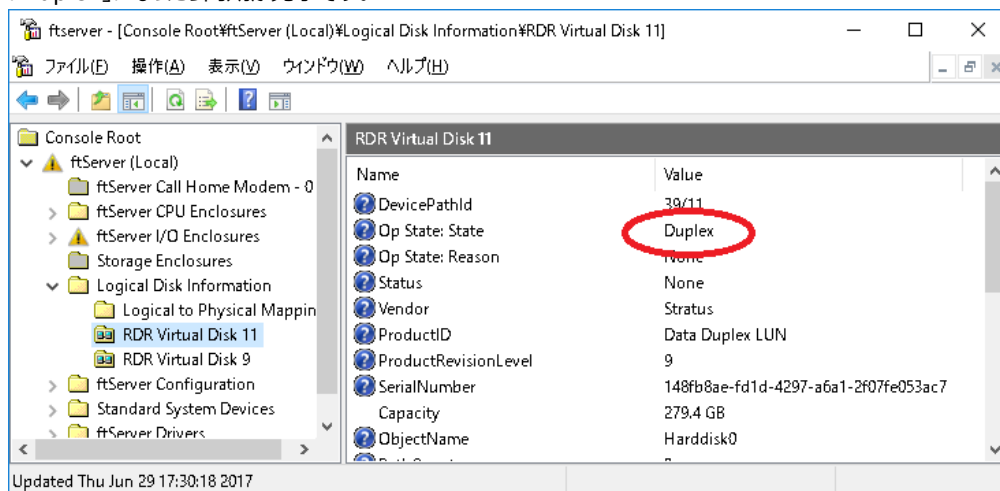 ftserver - [Console Root¥ftServer (Local)¥Logical Disk Information¥RDR Virtual Disk 11]
ファイル(F) 操作(A) 表示(V) ウィンドウ(W) ヘルプ(H)
Console Root
ftServer (Local)
ftServer Call Home Modem - 0
ftServer CPU Enclosures
ftServer I/O Enclosures
Storage Enclosures
Logical Disk Information
Logical to Physical Mappin
RDR Virtual Disk 11
RDR Virtual Disk 9
ftServer Configuration
Standard System Devices
ftServer Drivers
RDR Virtual Disk 11
Name Value
DevicePathId 39/11
Op State: State Duplex
Op State: Reason None
Status None
Vendor Stratus
ProductID Data Duplex LUN
ProductRevisionLevel 9
SerialNumber 148fb8ae-fd1d-4297-a6a1-2f07fe053ac7
Capacity 279.4 GB
ObjectName Harddisk0
Updated Thu Jun 29 17:30:18 2017